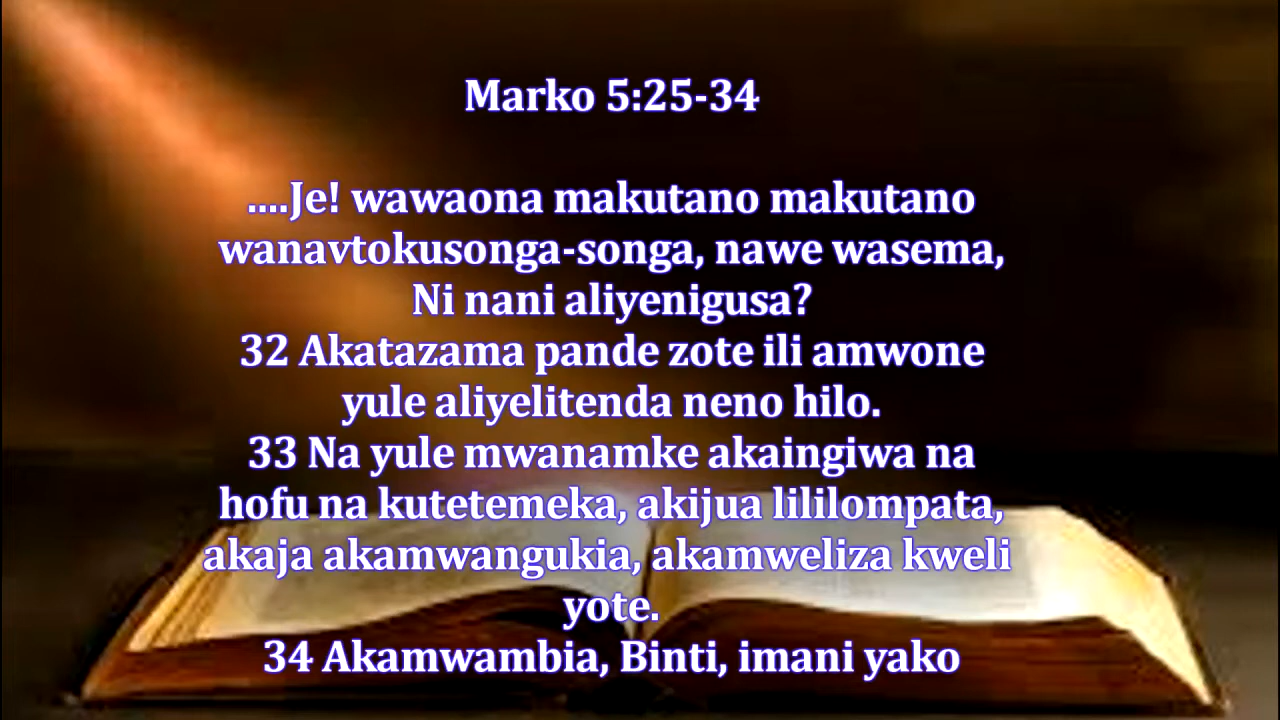 Marko 5:25-34
....Je! wawaona makutano makutano
wanavtokusonga-songa, nawe wasema,
Ni nani aliyenigusa?
32 Akatazama pande zote ili amwone
yule aliyelitenda neno hilo.
33 Na yule mwanamke akaingiwa na
hofu na kutetemeka, akijua lililompata,
akaja akamwangukia, akamweliza kweli
yote.
34 Akamwambia, Binti, imani yako